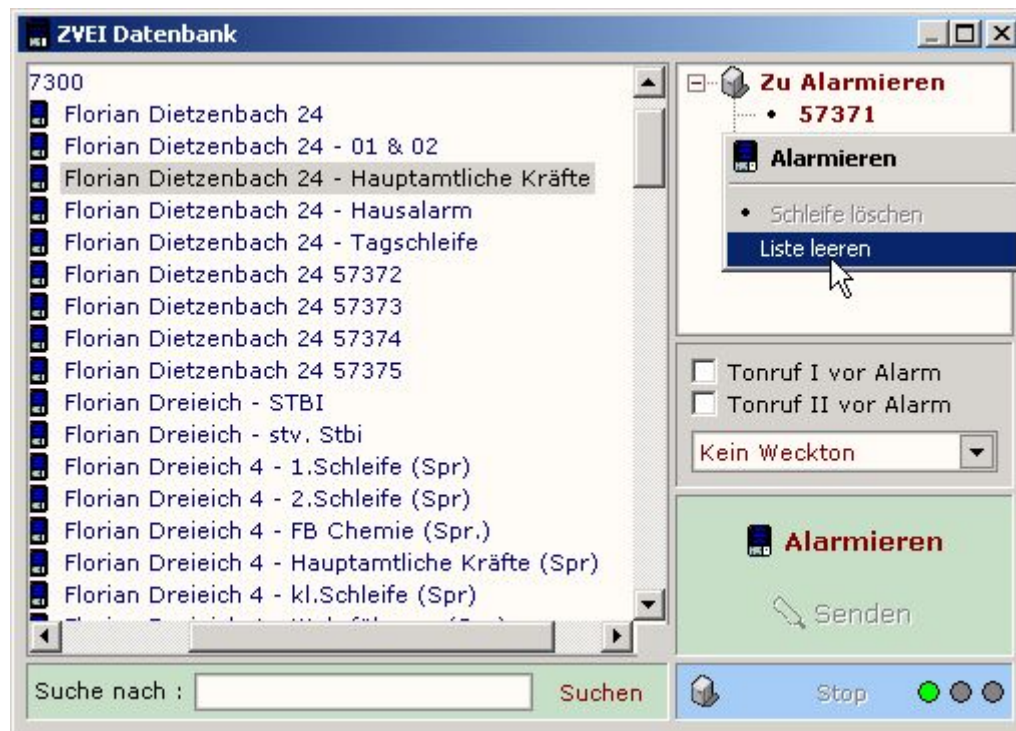 ZVEI Datenbank
7300
Florian Dietzenbach 24
Florian Dietzenbach 24 - 01 & 02
Florian Dietzenbach 24 - Hauptamtliche Kräfte
Florian Dietzenbach 24 - Hausalarm
Florian Dietzenbach 24 - Tagschleife
Florian Dietzenbach 24 57372
Florian Dietzenbach 24 57373
Florian Dietzenbach 24 57374
Florian Dietzenbach 24 57375
Florian Dreieich - STBI
Florian Dreieich - stv. Stbi
Florian Dreieich 4 - 1.Schleife (Spr)
Florian Dreieich 4 - 2.Schleife (Spr)
Florian Dreieich 4 - FB Chemie (Spr.)
Florian Dreieich 4 - Hauptamtliche Kräfte (Spr)
Florian Dreieich 4 - kl.Schleife (Spr)
Suche nach :
Suchen
Zu Alarmieren
57371
Alarmieren
Schleife löschen
Liste leeren
Tonruf I vor Alarm
Tonruf II vor Alarm
Kein Weckton
Alarmieren
Senden
Stop